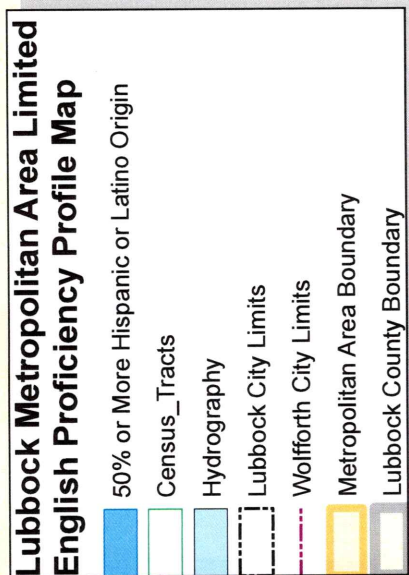 Lubbock Metropolitan Area Limited
English Proficiency Profile Map
50% or More Hispanic or Latino Origin
Census_Tracts
Hydrography
Lubbock City Limits
Wolfforth City Limits
Metropolitan Area Boundary
Lubbock County Boundary